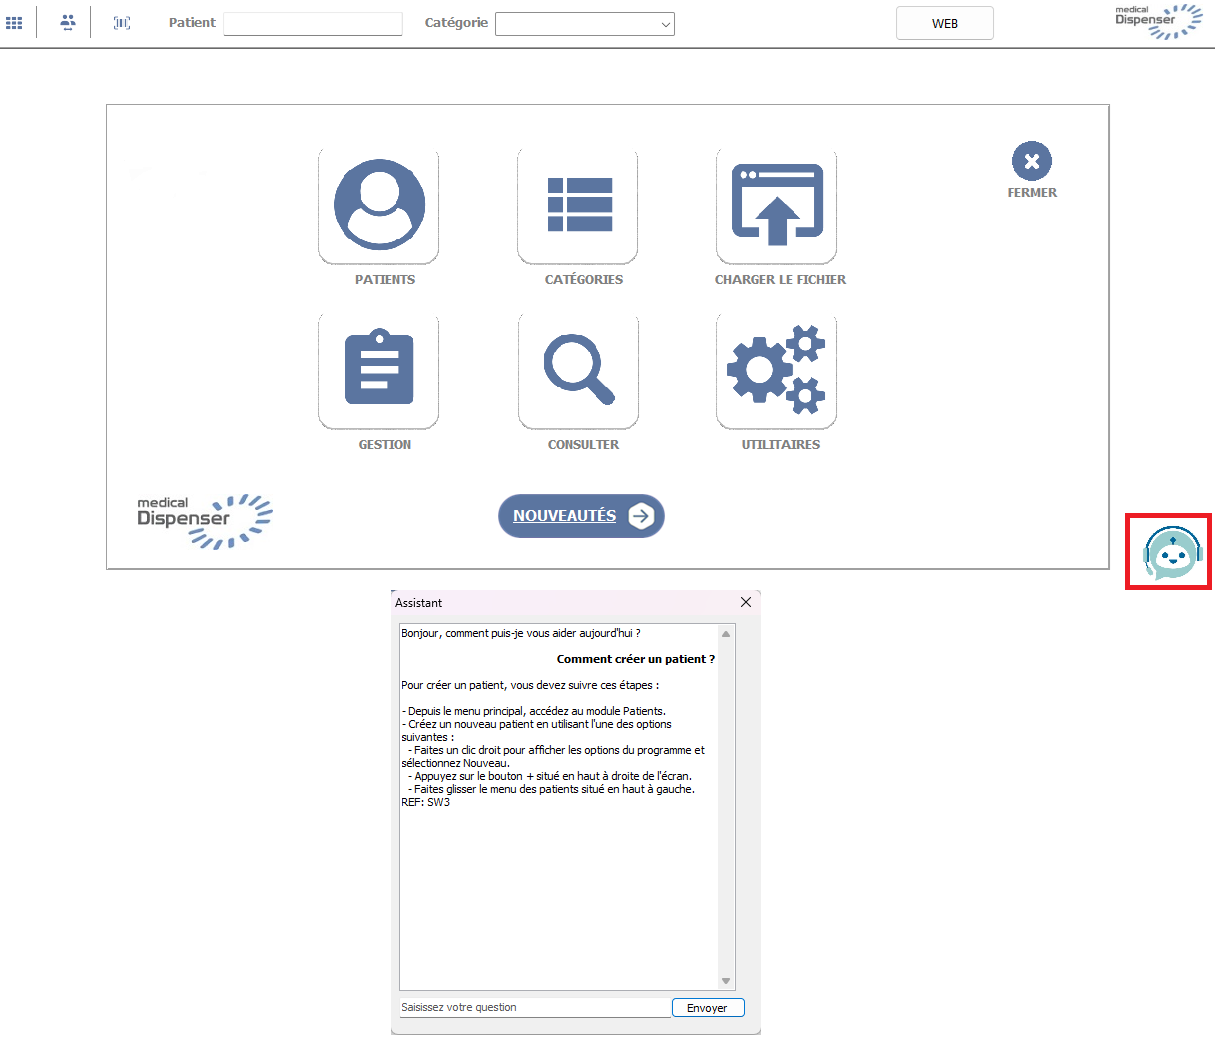 Patient
Catégorie
WEB
medical
Dispenser
FERMER
PATIENTS
CATÉGORIES
CHARGER LE FICHIER
GESTION
CONSULTER
UTILITAIRES
medical
Dispenser
NOUVEAUTÉS
Assistant
Bonjour, comment puis-je vous aider aujourd'hui ?
Comment créer un patient ?
Pour créer un patient, vous devez suivre ces étapes :
- Depuis le menu principal, accédez au module Patients.
- Créez un nouveau patient en utilisant l'une des options
suivantes :
- Faites un clic droit pour afficher les options du programme et
sélectionnez Nouveau.
- Appuyez sur le bouton + situé en haut à droite de l'écran.
- Faites glisser le menu des patients situé en haut à gauche.
REF: SW3
Saisissez votre question
Envoyer